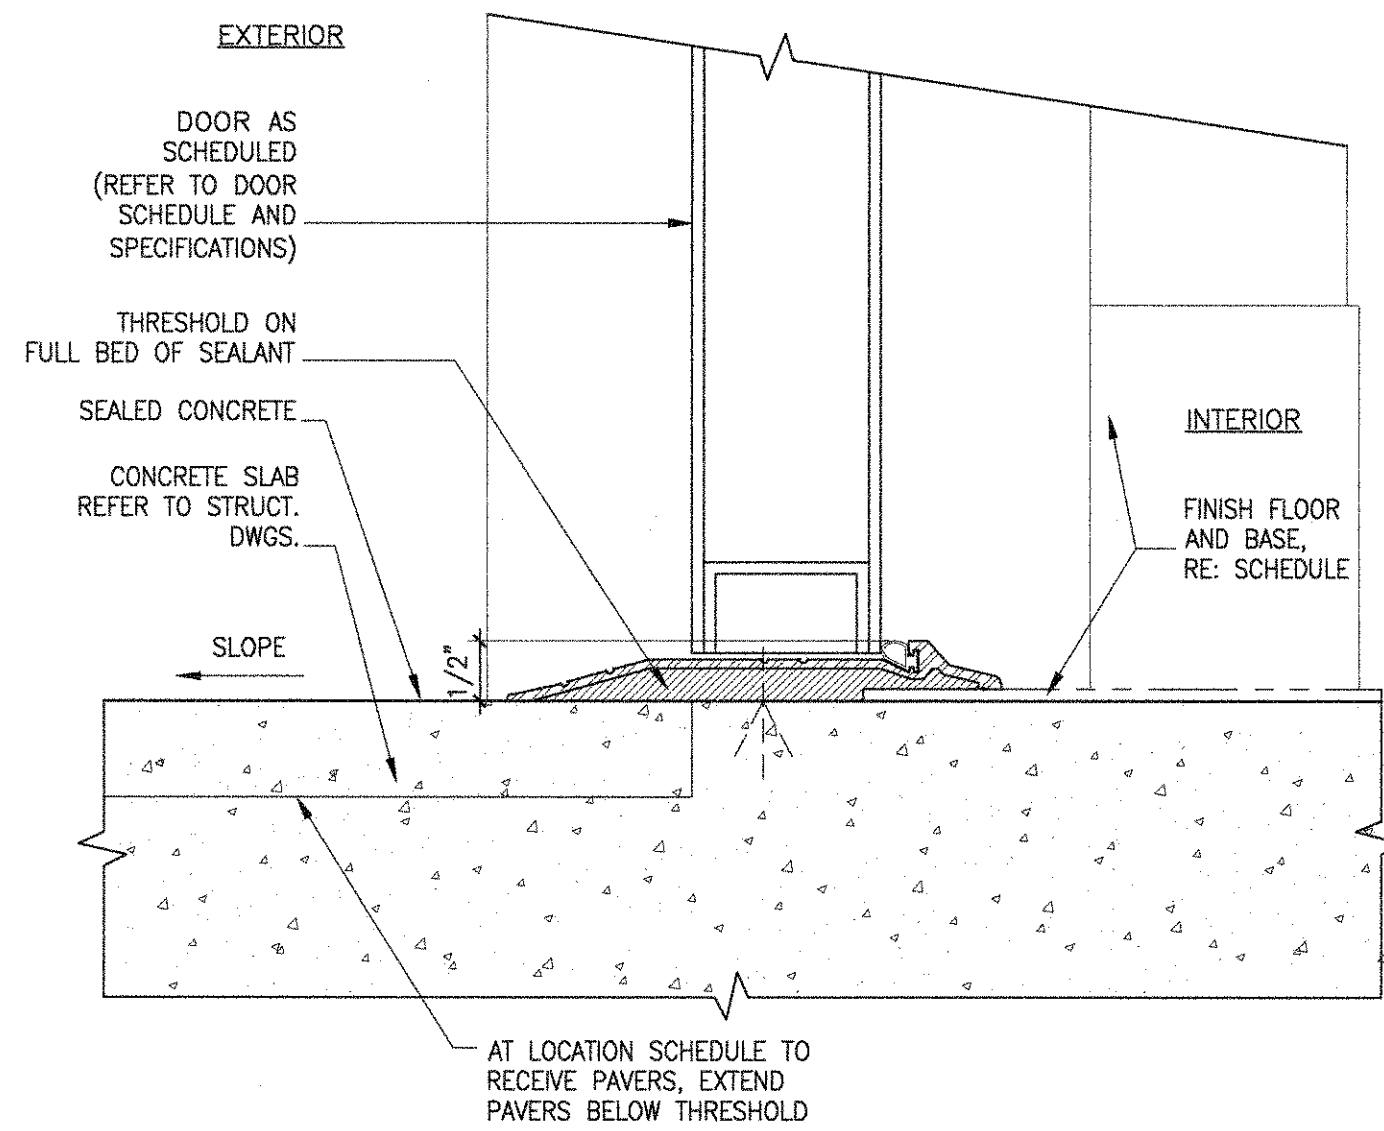 EXTERIOR
DOOR AS
SCHEDULED
(REFER TO DOOR
SCHEDULE AND
SPECIFICATIONS)
THRESHOLD ON
FULL BED OF SEALANT
SEALED CONCRETE
CONCRETE SLAB
REFER TO STRUCT.
DWGS.
SLOPE
1/2"
INTERIOR
FINISH FLOOR
AND BASE,
RE: SCHEDULE
AT LOCATION SCHEDULE TO
RECEIVE PAVERS, EXTEND
PAVERS BELOW THRESHOLD